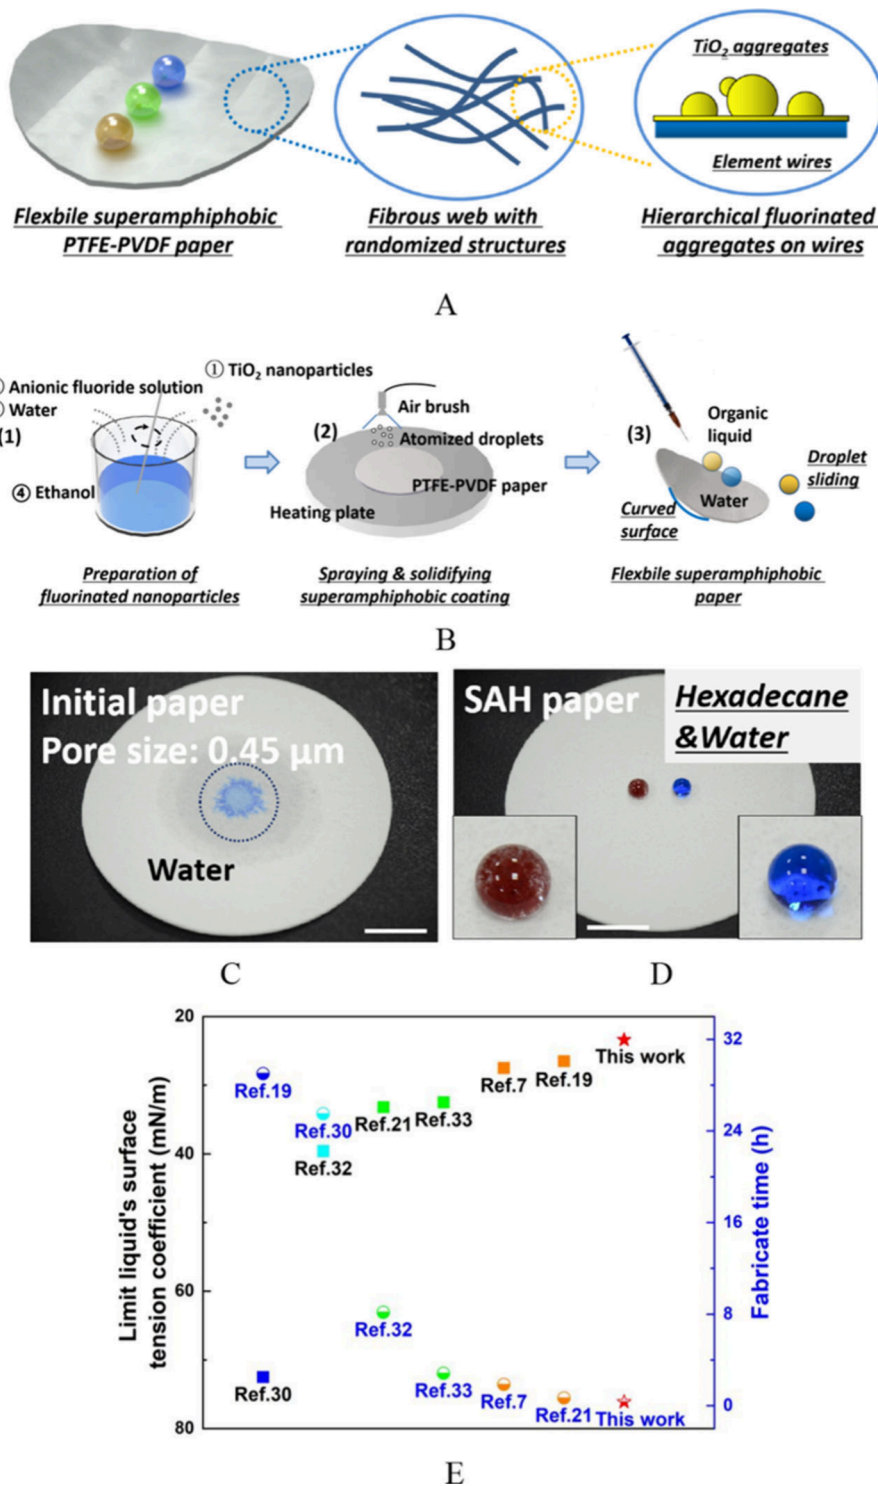 TiO₂ aggregates
Element wires
Flexbile superamphiphobic
PTFE-PVDF paper
Fibrous web with
randomized structures
Hierarchical fluorinated
aggregates on wires
A
① TiO₂ nanoparticles
Anionic fluoride solution
Water
(1)
④ Ethanol
Preparation of
fluorinated nanoparticles
(2)
Air brush
Atomized droplets
PTFE-PVDF paper
Heating plate
Spraying & solidifying
superamphiphobic coating
(3)
Organic
liquid
Water
Droplet
sliding
Curved
surface
Flexbile superamphiphobic
paper
B
Initial paper
Pore size: 0.45 μm
Water
C
SAH paper
Hexadecane
&Water
D
Limit liquid's surface
tension coefficient (mN/m)
20
40
60
80
Ref.19
Ref.30
Ref.32
Ref.21
Ref.33
Ref.7
Ref.19
This work
Ref.30
Ref.32
Ref.33
Ref.7
Ref.21
This work
32
24
16
8
0
Fabricate time (h)
E